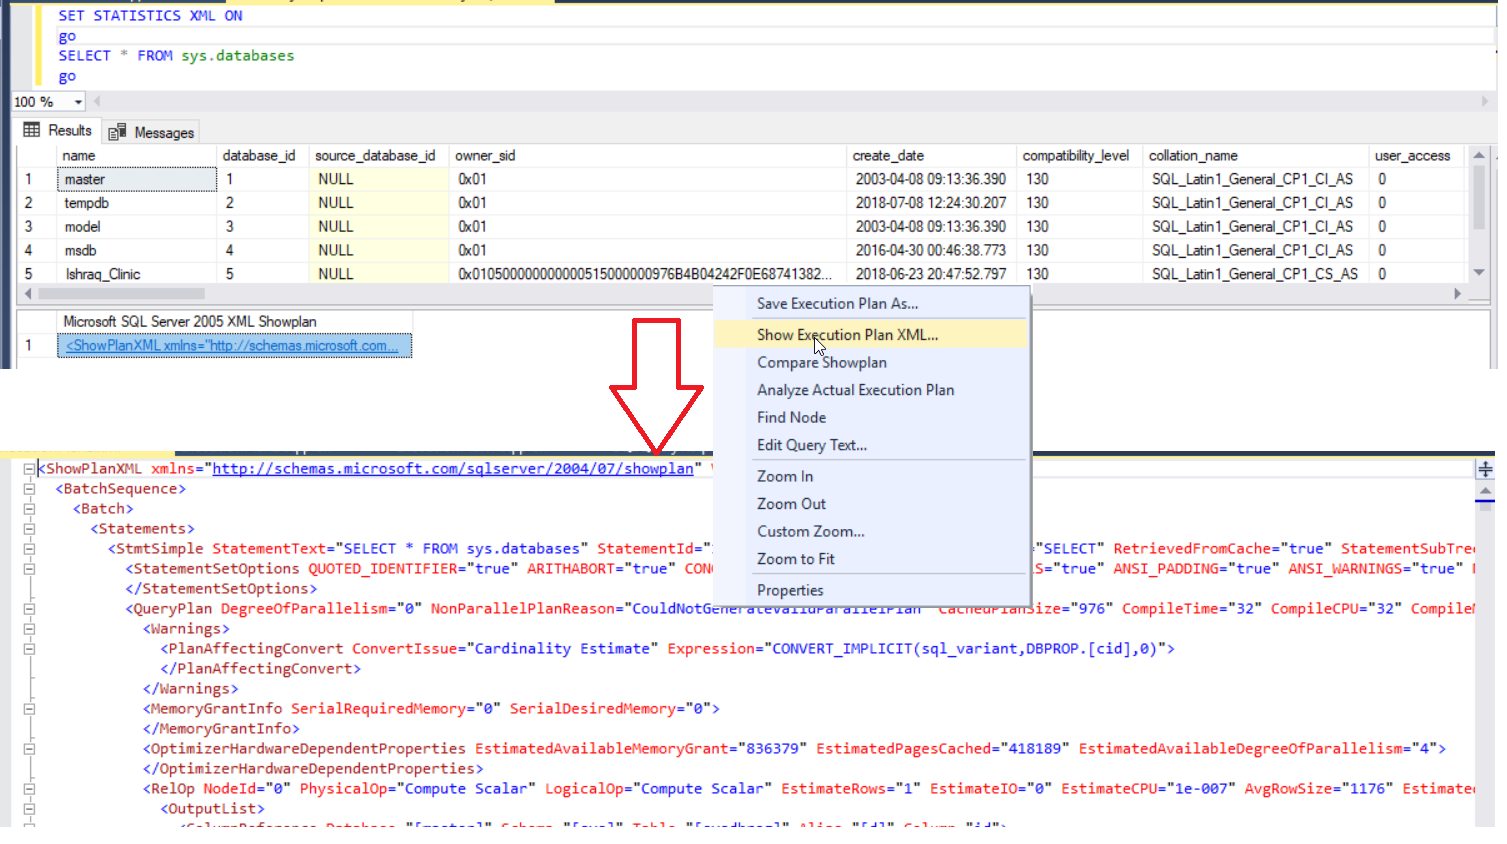 SET STATISTICS XML ON
go
SELECT * FROM sys.databases
go
100 %
Results Messages
name database_id source_database_id owner_sid create_date compatibility_level collation_name user_access
1 master 1 NULL 0x01 2003-04-08 09:13:36.390 130 SQL_Latin1_General_CP1_CI_AS 0
2 tempdb 2 NULL 0x01 2018-07-08 12:24:30.207 130 SQL_Latin1_General_CP1_CI_AS 0
3 model 3 NULL 0x01 2003-04-08 09:13:36.390 130 SQL_Latin1_General_CP1_CI_AS 0
4 msdb 4 NULL 0x01 2016-04-30 00:46:38.773 130 SQL_Latin1_General_CP1_CI_AS 0
5 Ishraq_Clinic 5 NULL 0x010500000000000515000000976B4B04242F0E68741382... 2018-06-23 20:47:52.797 130 SQL_Latin1_General_CP1_CS_AS 0
Microsoft SQL Server 2005 XML Showplan
1 <ShowPlanXML xmlns="http://schemas.microsoft.com...
Save Execution Plan As...
Show Execution Plan XML...
Compare Showplan
Analyze Actual Execution Plan
Find Node
Edit Query Text...
Zoom In
Zoom Out
Custom Zoom...
Zoom to Fit
Properties
<ShowPlanXML xmlns="http://schemas.microsoft.com/sqlserver/2004/07/showplan"
<BatchSequence>
<Batch>
<Statements>
<StmtSimple StatementText="SELECT * FROM sys.databases" StatementId=" ="SELECT" RetrievedFromCache="true" StatementSubTre
<StatementSetOptions QUOTED_IDENTIFIER="true" ARITHABORT="true" CON S="true" ANSI_PADDING="true" ANSI_WARNINGS="true"
</StatementSetOptions>
<QueryPlan DegreeOfParallelism="0" NonParallelPlanReason="CouldNotGenerateValidParallelPlan" CachedPlanSize="976" CompileTime="32" CompileCPU="32" Compile
<Warnings>
<PlanAffectingConvert ConvertIssue="Cardinality Estimate" Expression="CONVERT_IMPLICIT(sql_variant,DBPROP.[cid],0)">
</PlanAffectingConvert>
</Warnings>
<MemoryGrantInfo SerialRequiredMemory="0" SerialDesiredMemory="0">
</MemoryGrantInfo>
<OptimizerHardwareDependentProperties EstimatedAvailableMemoryGrant="836379" EstimatedPagesCached="418189" EstimatedAvailableDegreeOfParallelism="4">
</OptimizerHardwareDependentProperties>
<RelOp NodeId="0" PhysicalOp="Compute Scalar" LogicalOp="Compute Scalar" EstimateRows="1" EstimateIO="0" EstimateCPU="1e-007" AvgRowSize="1176" Estimate
<OutputList>